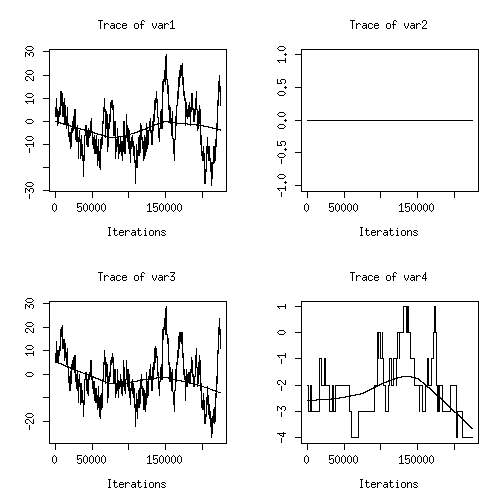 Trace of var1
30
20
10
0
-10
-30
0 50000 150000
Iterations
Trace of var2
1.0
0.5
0.0
-0.5
-1.0
0 50000 150000
Iterations
Trace of var3
30
20
10
0
-20
0 50000 150000
Iterations
Trace of var4
1
0
-1
-2
-3
-4
0 50000 150000
Iterations